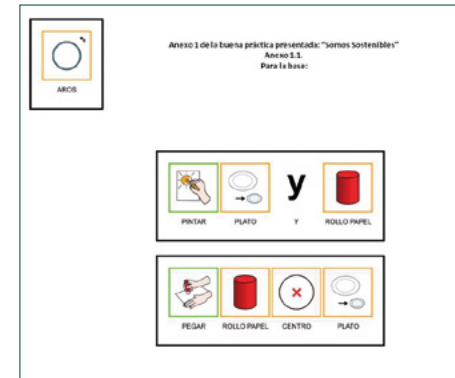 Anexo 1 de la buena práctica presentada: "Somos Sostenibles"
Anexo 1.1.
Para la base:
AROS
PINTAR PLATO Y ROLLO PAPEL
PEGAR ROLLO PAPEL CENTRO PLATO